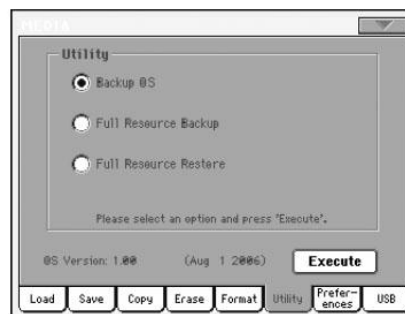 MEDIA
Utility
Backup OS
Full Resource Backup
Full Resource Restore
Please select an option and press 'Execute'.
OS Version: 1.00 (Aug 1 2006) Execute
Load Save Copy Erase Format Utility Prefer-
ences USB